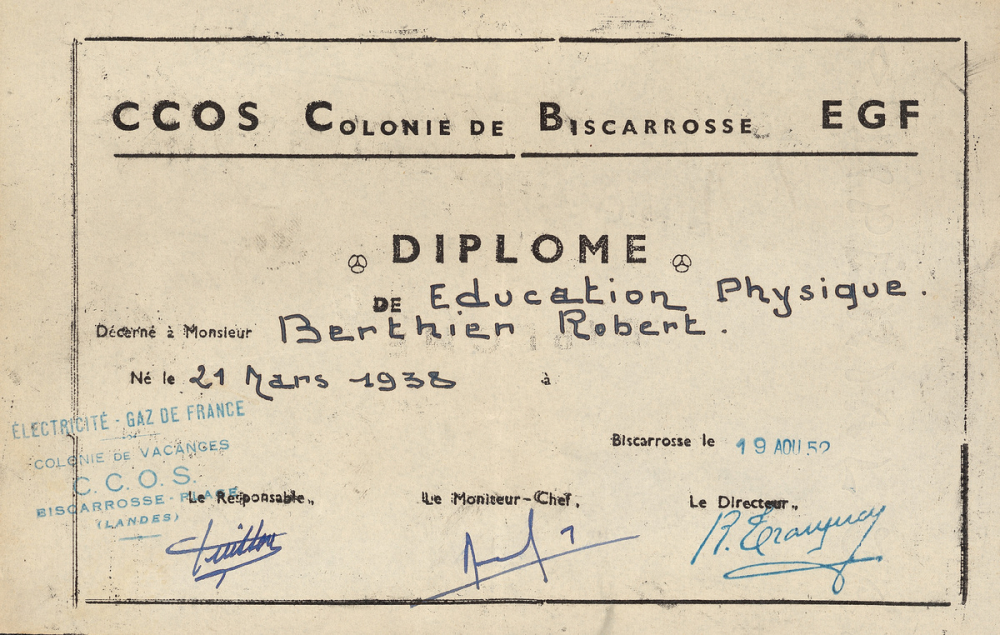 CCOS COLONIE DE BISCARROSSE EGF
DIPLOME
DE Education Physique.
Décerné à Monsieur Berthier Robert.
Né le 21 Mars 1938 à
ÉLECTRICITÉ - GAZ DE FRANCE
COLONIE DE VACANCES
C.C.O.S.
BISCARROSSE-PLAGE
(LANDES)
Biscarrosse le 19 AOU 52
Le Responsable,, Le Moniteur-Chef, Le Directeur,,